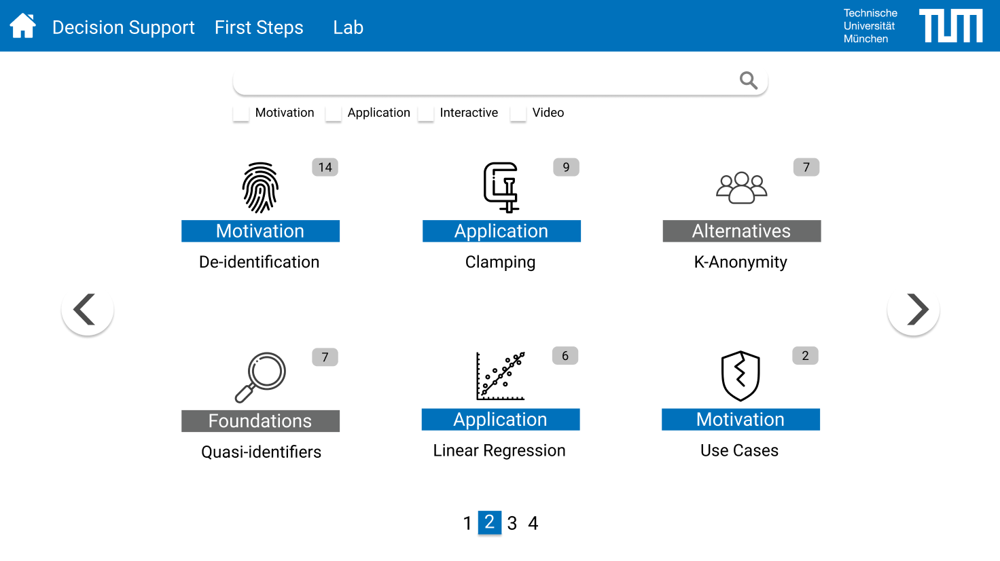 Decision Support First Steps Lab
Technische
Universität
München
TUM
Motivation Application Interactive Video
14
9
7
Motivation
Application
Alternatives
De-identification
Clamping
K-Anonymity
7
6
2
Foundations
Application
Motivation
Quasi-identifiers
Linear Regression
Use Cases
1 2 3 4